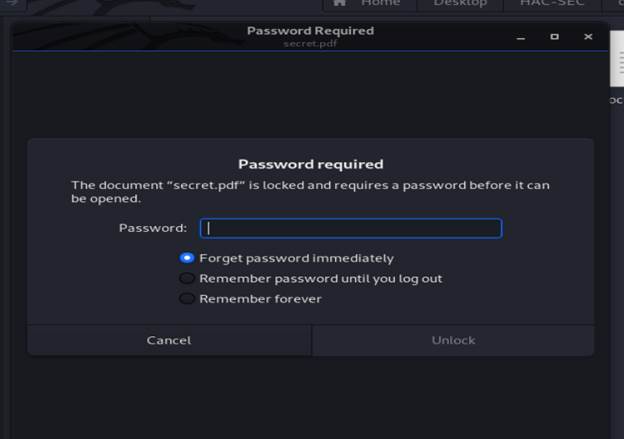 Home Desktop HAC-SEC
Password Required
secret.pdf
Password required
The document “secret.pdf” is locked and requires a password before it can
be opened.
Password:
Forget password immediately
Remember password until you log out
Remember forever
Cancel Unlock